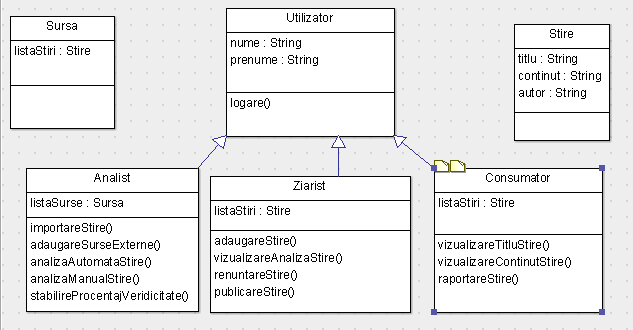 Sursa
listaStiri : Stire
Utilizator
nume : String
prenume : String
logare()
Stire
titlu : String
continut : String
autor : String
Analist
listaSurse : Sursa
importareStire()
adaugareSurseExterne()
analizaAutomataStire()
analizaManualStire()
stabilireProcentajVeridicitate()
Ziarist
listaStiri : Stire
adaugareStire()
vizualizareAnalizaStire()
renuntareStire()
publicareStire()
Consumator
listaStiri : Stire
vizualizareTitluStire()
vizualizareContinutStire()
raportareStire()